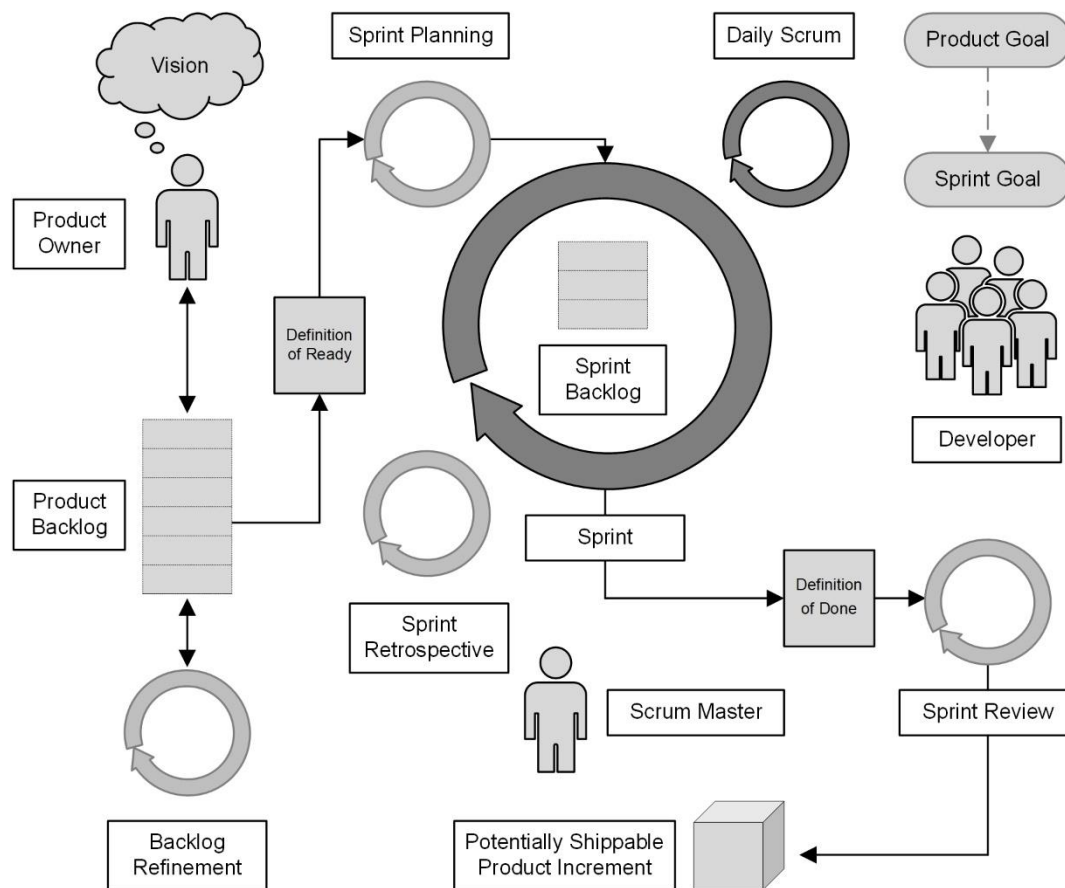 Sprint Planning
Daily Scrum
Product Goal
Vision
Sprint Goal
Product
Owner
Definition
of Ready
Sprint
Backlog
Developer
Product
Backlog
Sprint
Definition
of Done
Sprint
Retrospective
Scrum Master
Sprint Review
Backlog
Refinement
Potentially Shippable
Product Increment